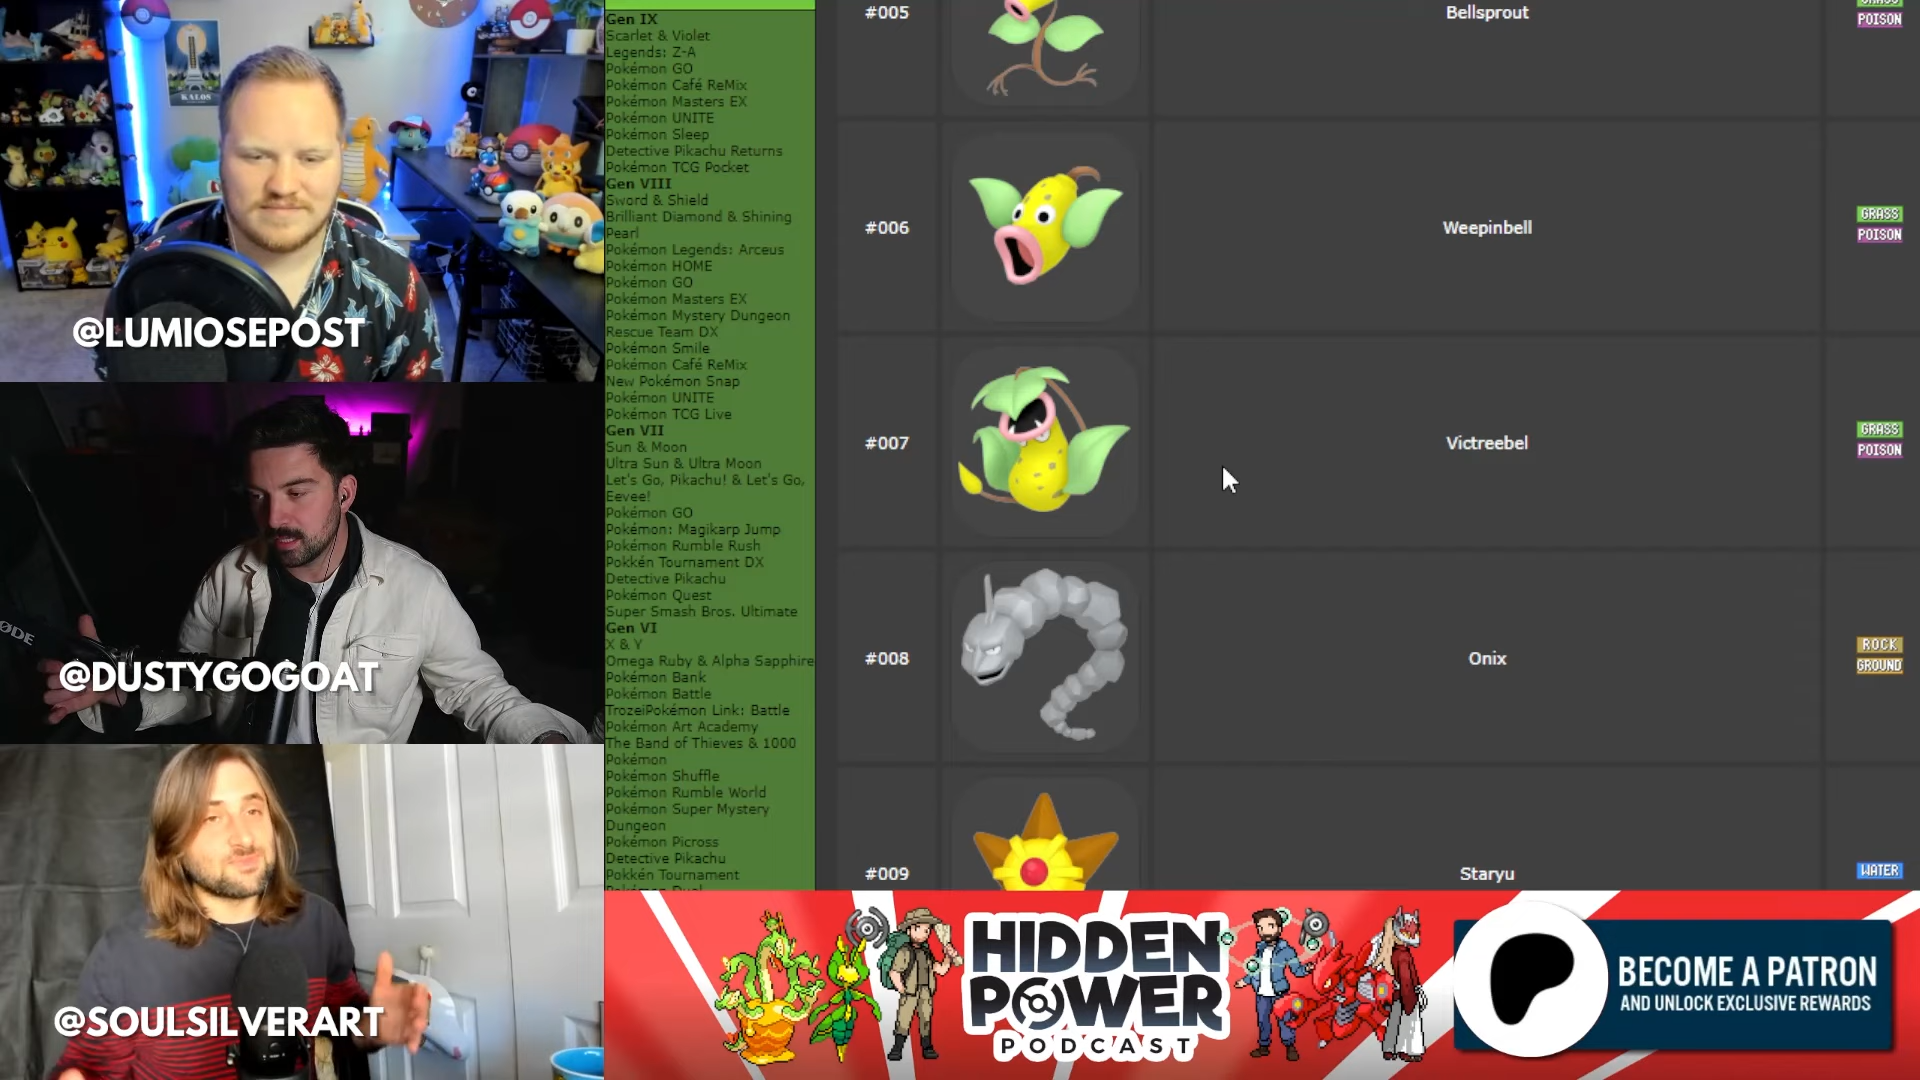 KALOS
@LUMIOSEPOST
@DUSTYGOGOAT
@SOULSILVERART
Gen IX
Scarlet & Violet
Legends: Z-A
Pokémon GO
Pokémon Café ReMix
Pokémon Masters EX
Pokémon UNITE
Pokémon Sleep
Detective Pikachu Returns
Pokémon TCG Pocket
Gen VIII
Sword & Shield
Brilliant Diamond & Shining
Pearl
Pokémon Legends: Arceus
Pokémon HOME
Pokémon GO
Pokémon Masters EX
Pokémon Mystery Dungeon
Rescue Team DX
Pokémon Smile
Pokémon Café ReMix
New Pokémon Snap
Pokémon UNITE
Pokémon TCG Live
Gen VII
Sun & Moon
Ultra Sun & Ultra Moon
Let's Go, Pikachu! & Let's Go,
Eevee!
Pokémon GO
Pokémon: Magikarp Jump
Pokémon Rumble Rush
Pokkén Tournament DX
Detective Pikachu
Pokémon Quest
Super Smash Bros. Ultimate
Gen VI
X & Y
Omega Ruby & Alpha Sapphire
Pokémon Bank
Pokémon Battle
TrozeiPokémon Link: Battle
Pokémon Art Academy
The Band of Thieves & 1000
Pokémon
Pokémon Shuffle
Pokémon Rumble World
Pokémon Super Mystery
Dungeon
Pokémon Picross
Detective Pikachu
Pokkén Tournament
#005 Bellsprout
POISON
#006 Weepinbell GRASS
POISON
#007 Victreebel GRASS
POISON
#008 Onix ROCK
GROUND
#009 Staryu WATER
HIDDEN
POWER
PODCAST
BECOME A PATRON
AND UNLOCK EXCLUSIVE REWARDS